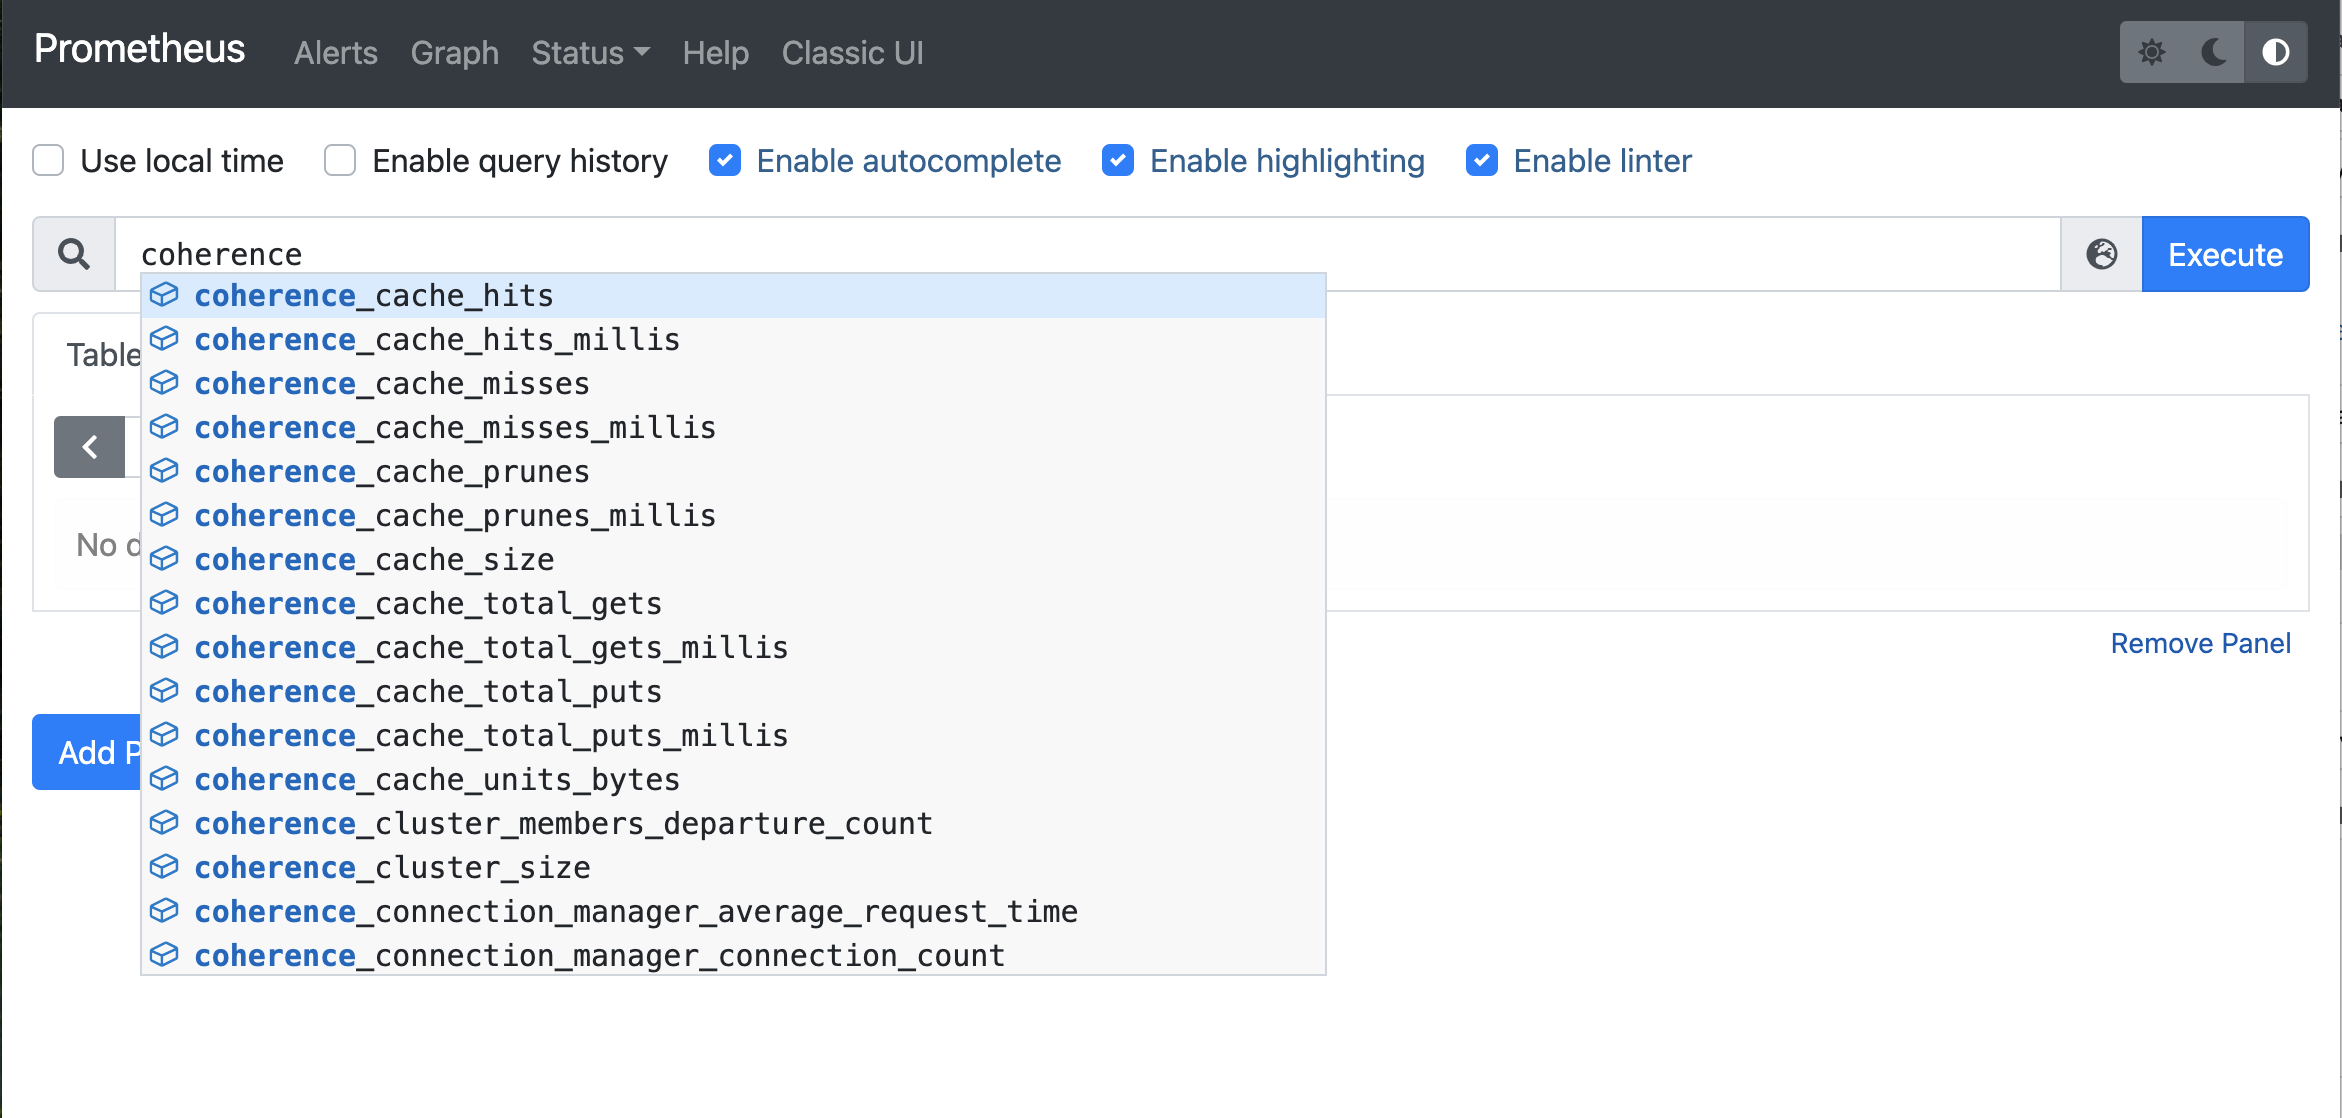 Prometheus Alerts Graph Status Help Classic UI
Use local time Enable query history Enable autocomplete Enable highlighting Enable linter
coherence Execute
coherence_cache_hits
coherence_cache_hits_millis
Table
coherence_cache_misses
coherence_cache_misses_millis
coherence_cache_prunes
coherence_cache_prunes_millis
No d
coherence_cache_size
coherence_cache_total_gets
coherence_cache_total_gets_millis
Remove Panel
coherence_cache_total_puts
coherence_cache_total_puts_millis
Add P
coherence_cache_units_bytes
coherence_cluster_members_departure_count
coherence_cluster_size
coherence_connection_manager_average_request_time
coherence_connection_manager_connection_count